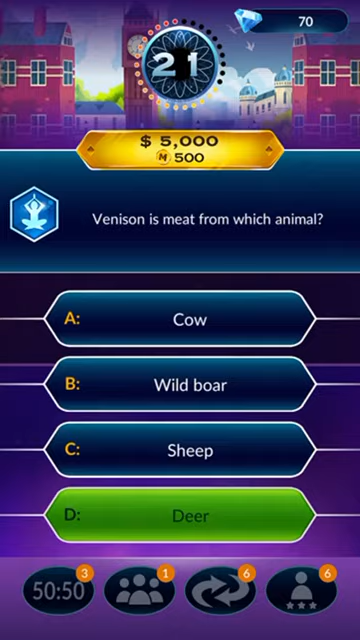 70
21
$ 5,000
M 500
Venison is meat from which animal?
A: Cow
B: Wild boar
C: Sheep
D: Deer
3
1
6
6
50:50